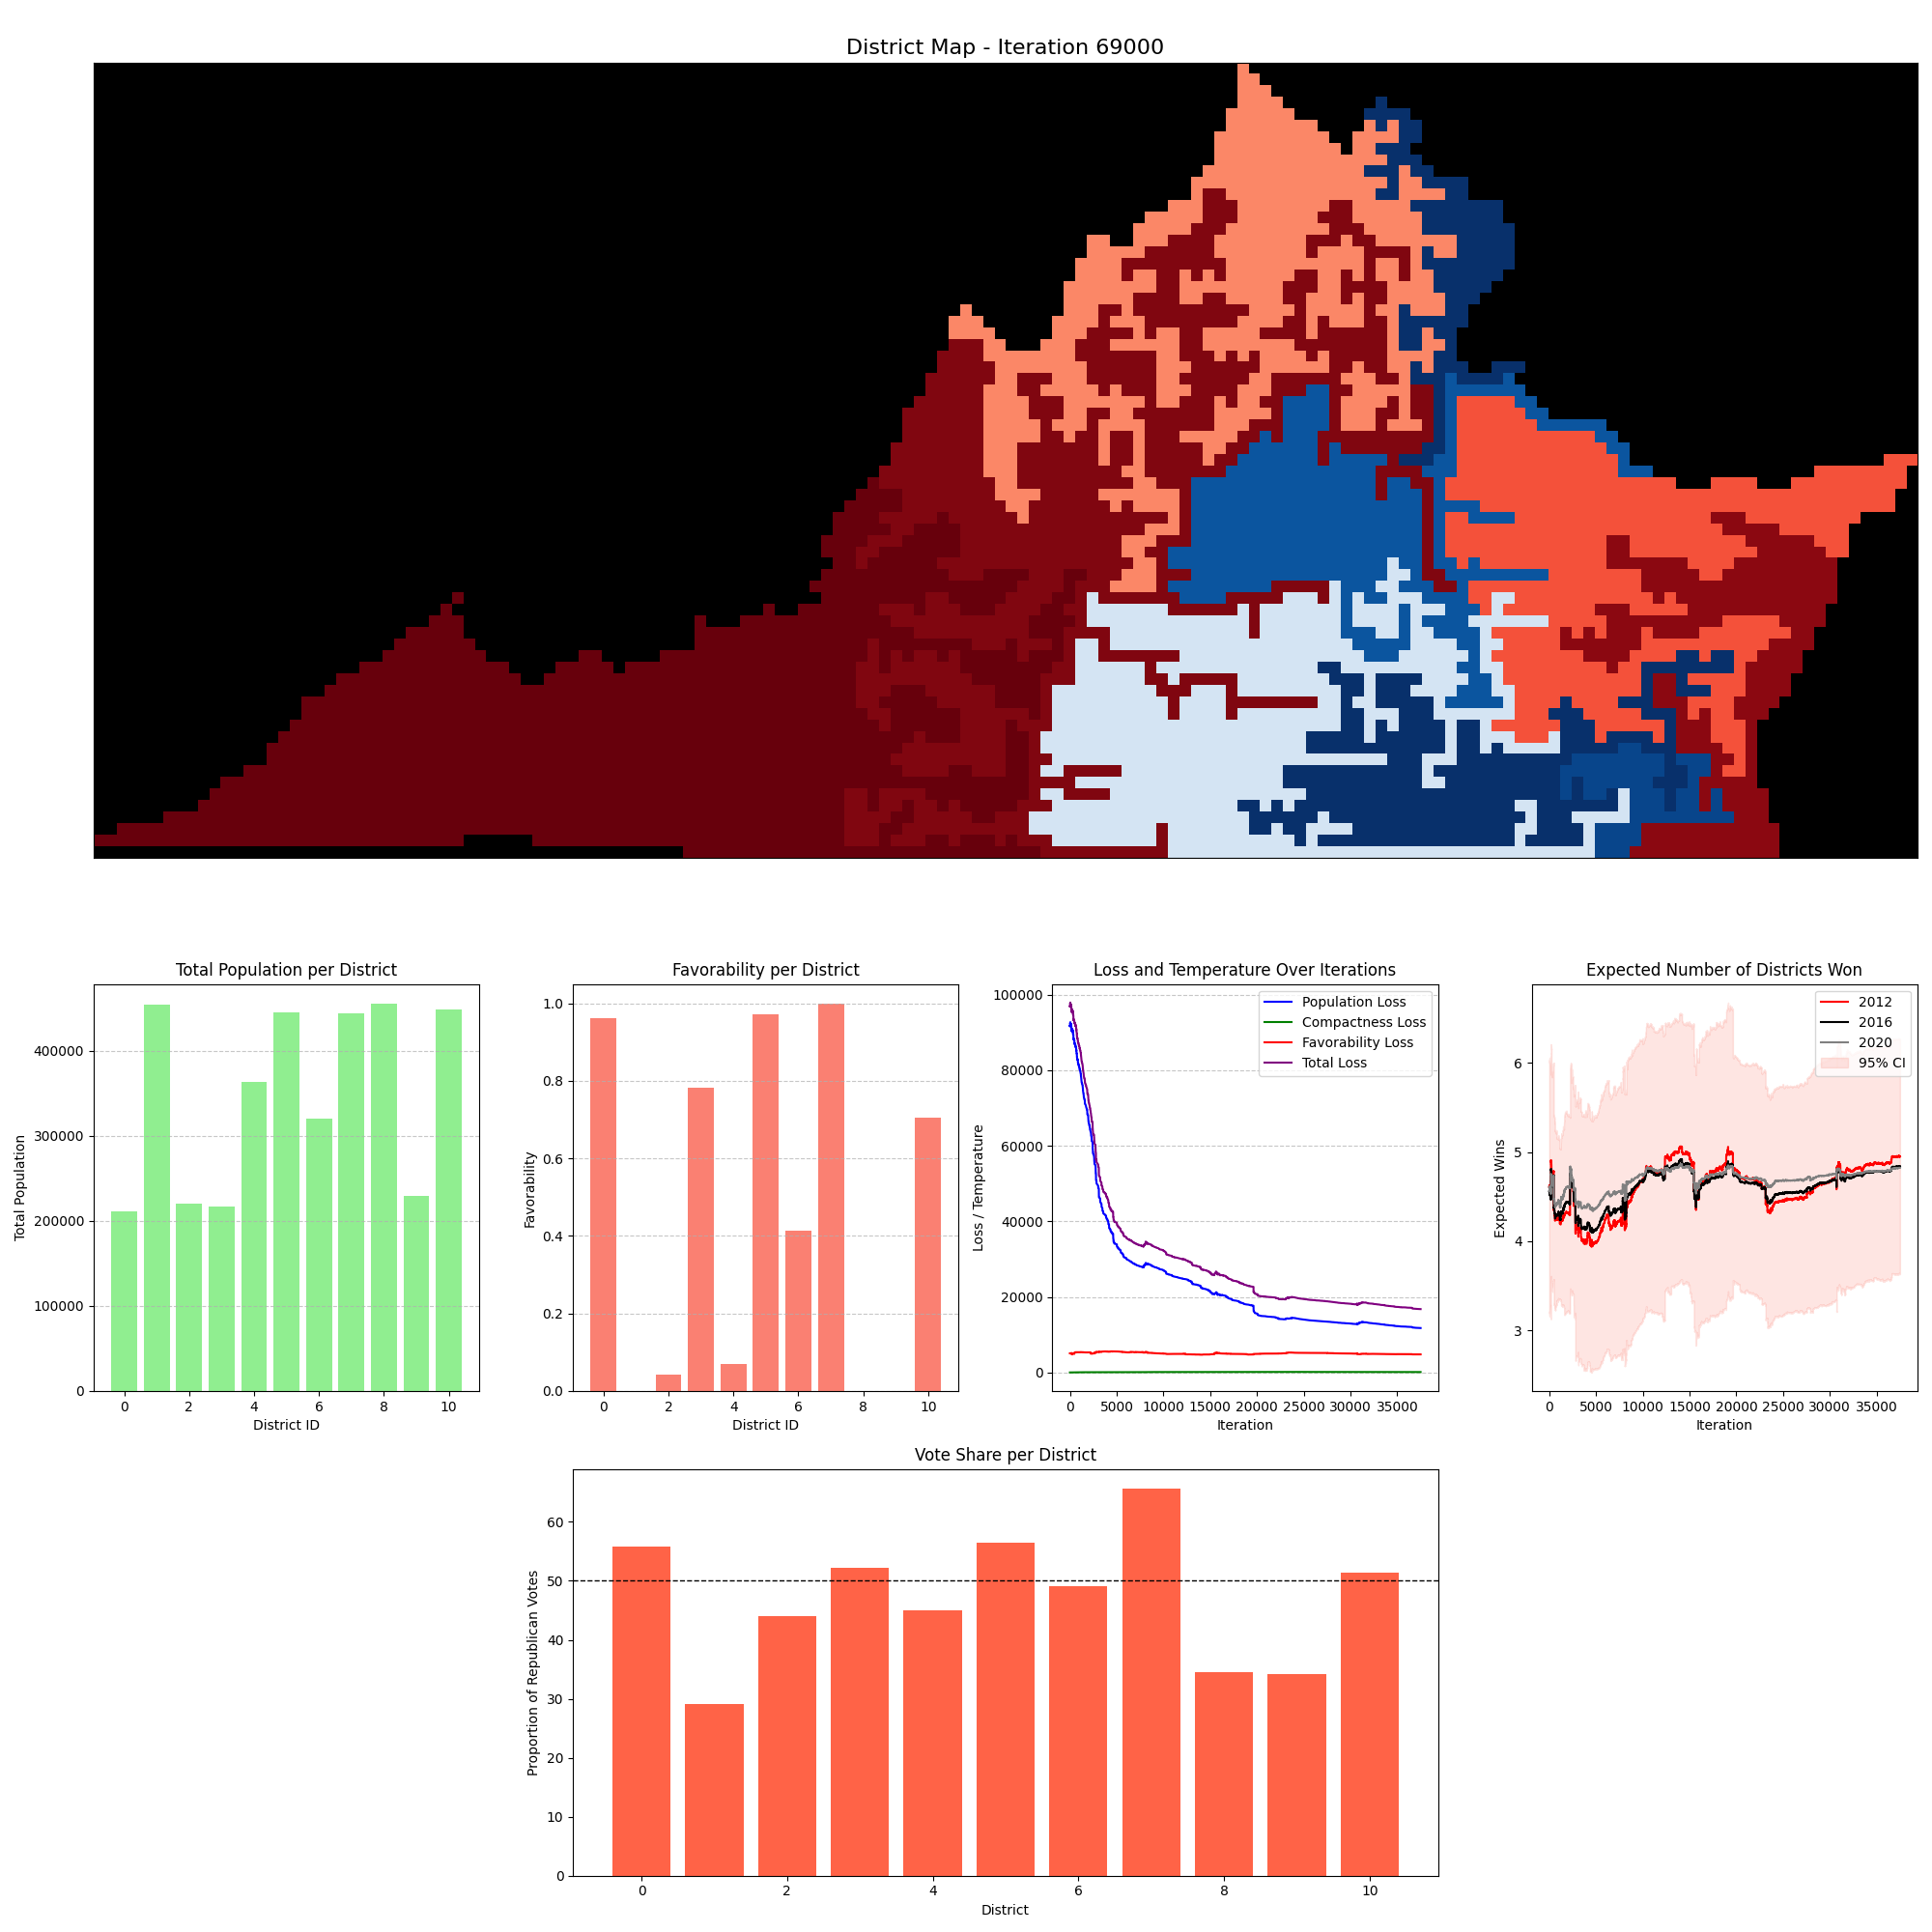 District Map - Iteration 69000
Total Population per District
Total Population
400000
300000
200000
100000
0
0 2 4 6 8 10
District ID
Favorability per District
Favorability
1.0
0.8
0.6
0.4
0.2
0.0
0 2 4 6 8 10
District ID
Loss and Temperature Over Iterations
Loss / Temperature
100000
80000
60000
40000
20000
0
Population Loss
Compactness Loss
Favorability Loss
Total Loss
0 5000 10000 15000 20000 25000 30000 35000
Iteration
Expected Number of Districts Won
Expected Wins
6
5
4
3
2012
2016
2020
95% CI
0 5000 10000 15000 20000 25000 30000 35000
Iteration
Vote Share per District
Proportion of Republican Votes
60
50
40
30
20
10
0
0 2 4 6 8 10
District